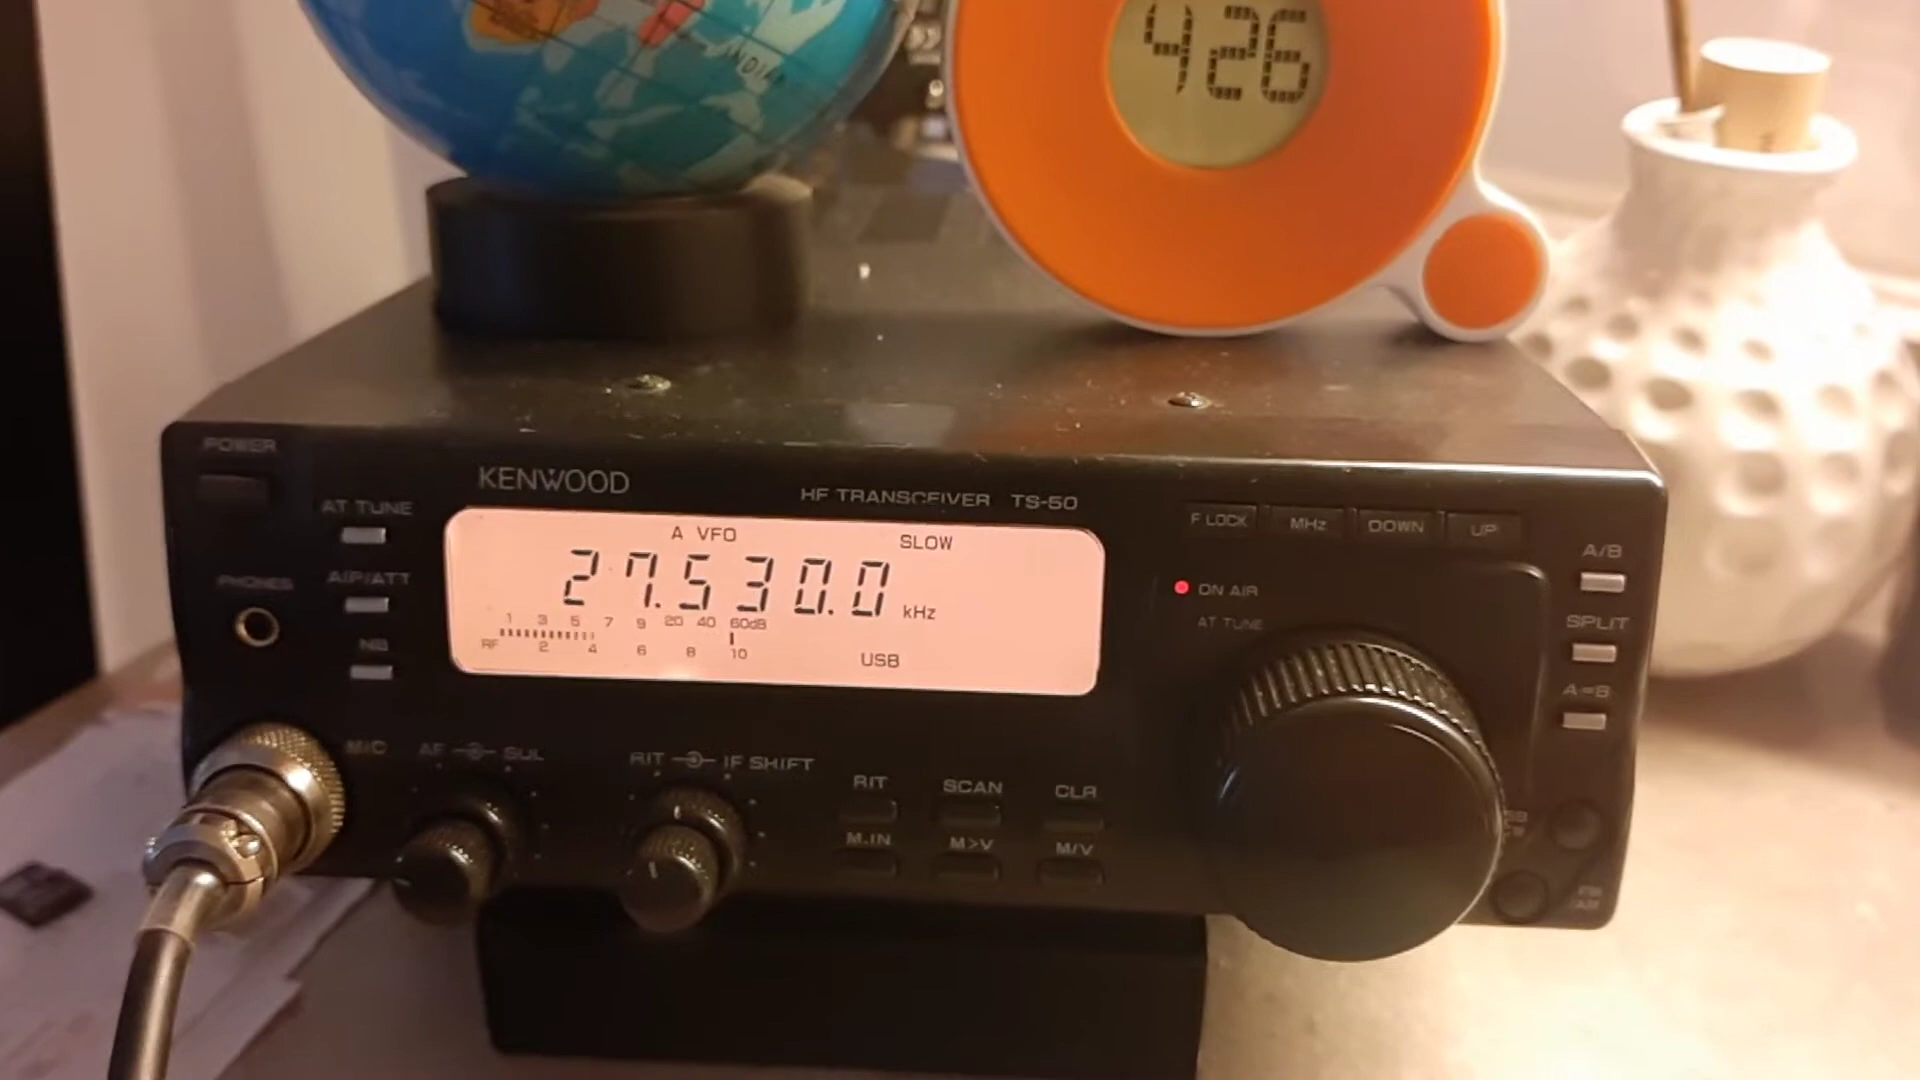 INDIA
426
POWER
KENWOOD
HF TRANSCEIVER TS-50
AT TUNE
AIP/ATT
NB
PHONES
A VFO
SLOW
27.530.0 kHz
1 3 5 7 9 20 40 60dB
RF 2 4 6 8 10
USB
F LOCK MHz DOWN UP
ON AIR
AT TUNE
A/B
SPLIT
A=B
MIC
AF SQL
RIT IF SHIFT
RIT SCAN CLR
M.IN M>V M/V